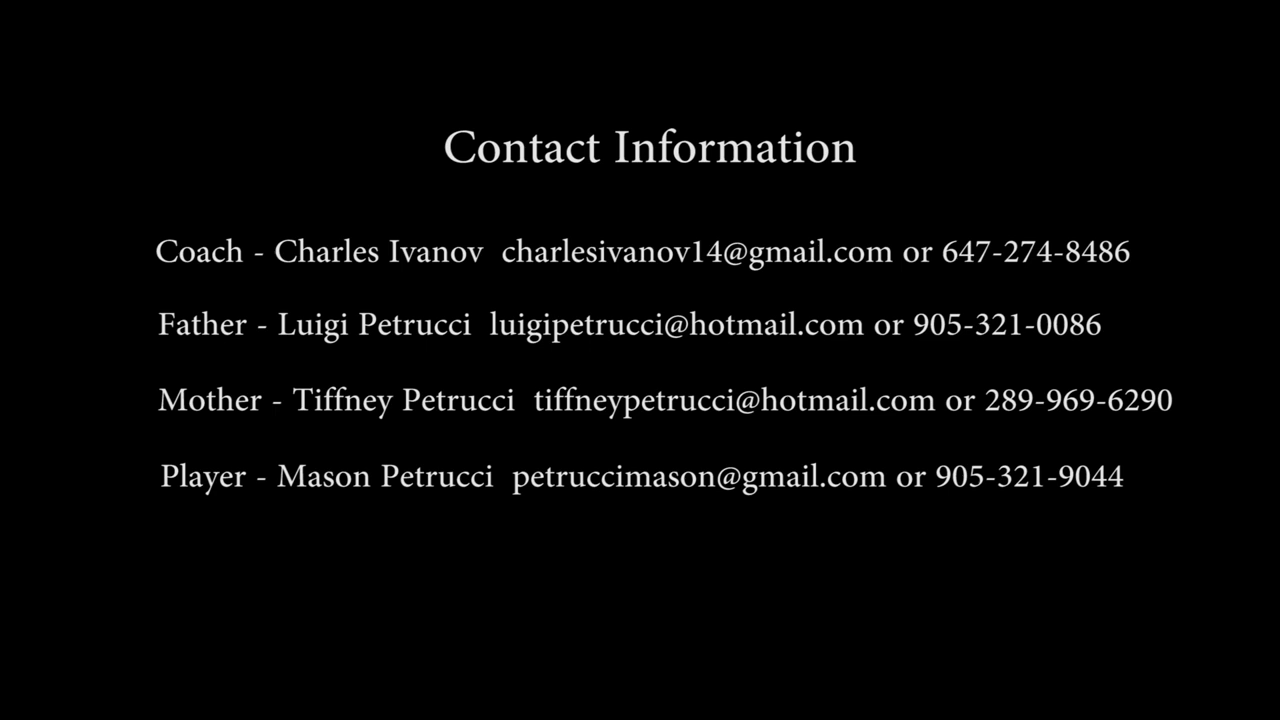 Contact Information
Coach - Charles Ivanov charlesivanov14@gmail.com or 647-274-8486
Father - Luigi Petrucci luigipetrucci@hotmail.com or 905-321-0086
Mother - Tiffney Petrucci tiffneypetrucci@hotmail.com or 289-969-6290
Player - Mason Petrucci petruccimason@gmail.com or 905-321-9044